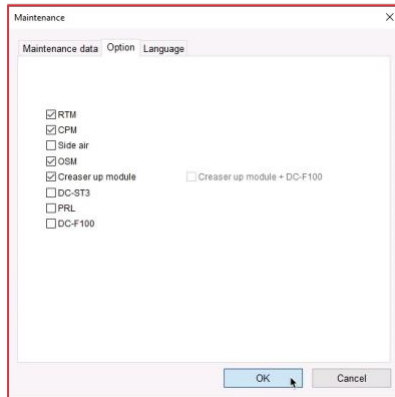 Maintenance
Maintenance data Option Language
RTM
CPM
Side air
OSM
Creaser up module Creaser up module + DC-F100
DC-ST3
PRL
DC-F100
OK Cancel